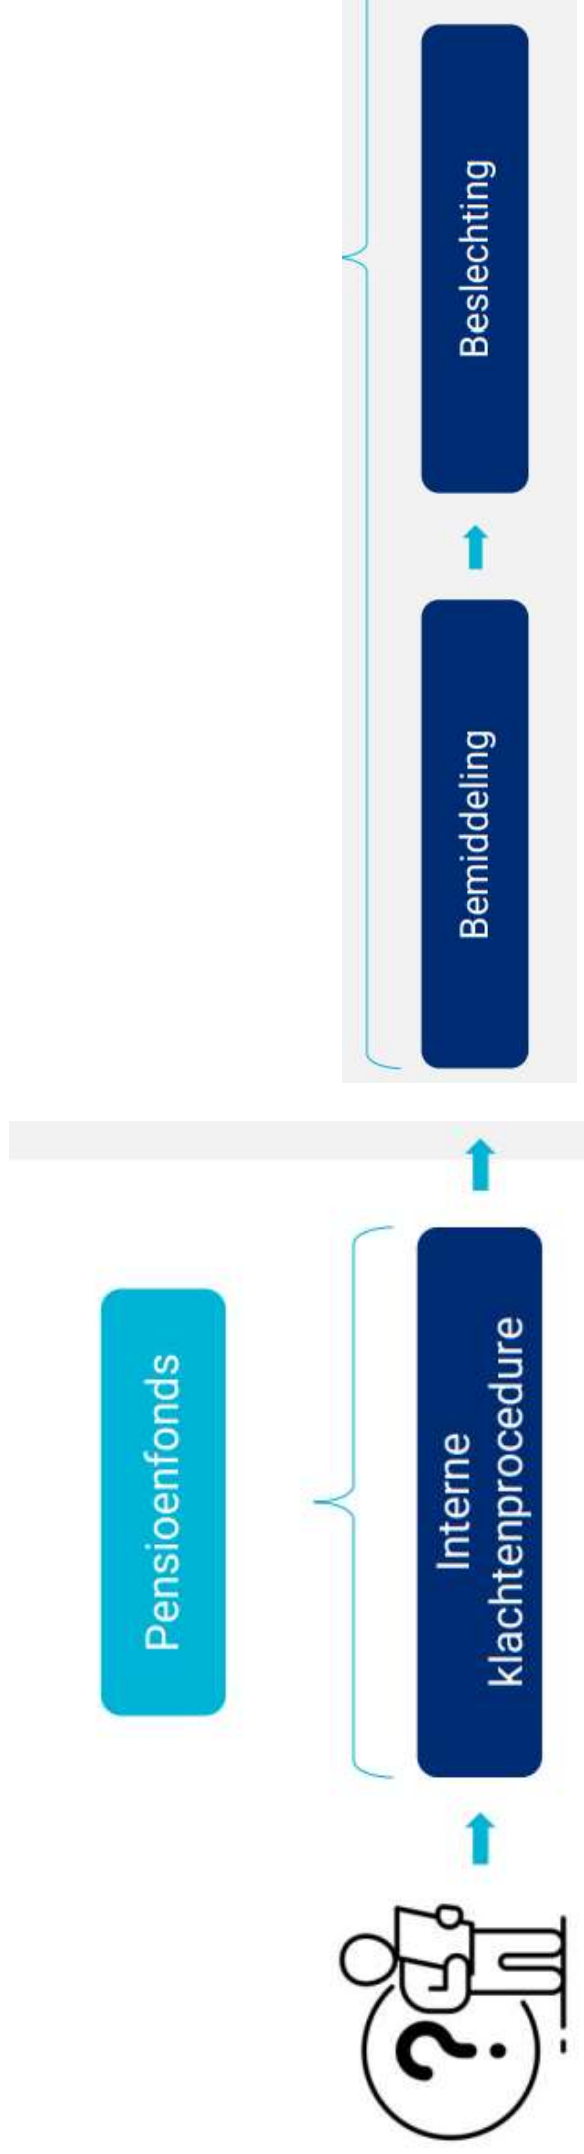 Pensioenfonds
Interne
klachtenprocedure
Bemiddeling
Beslechting
?